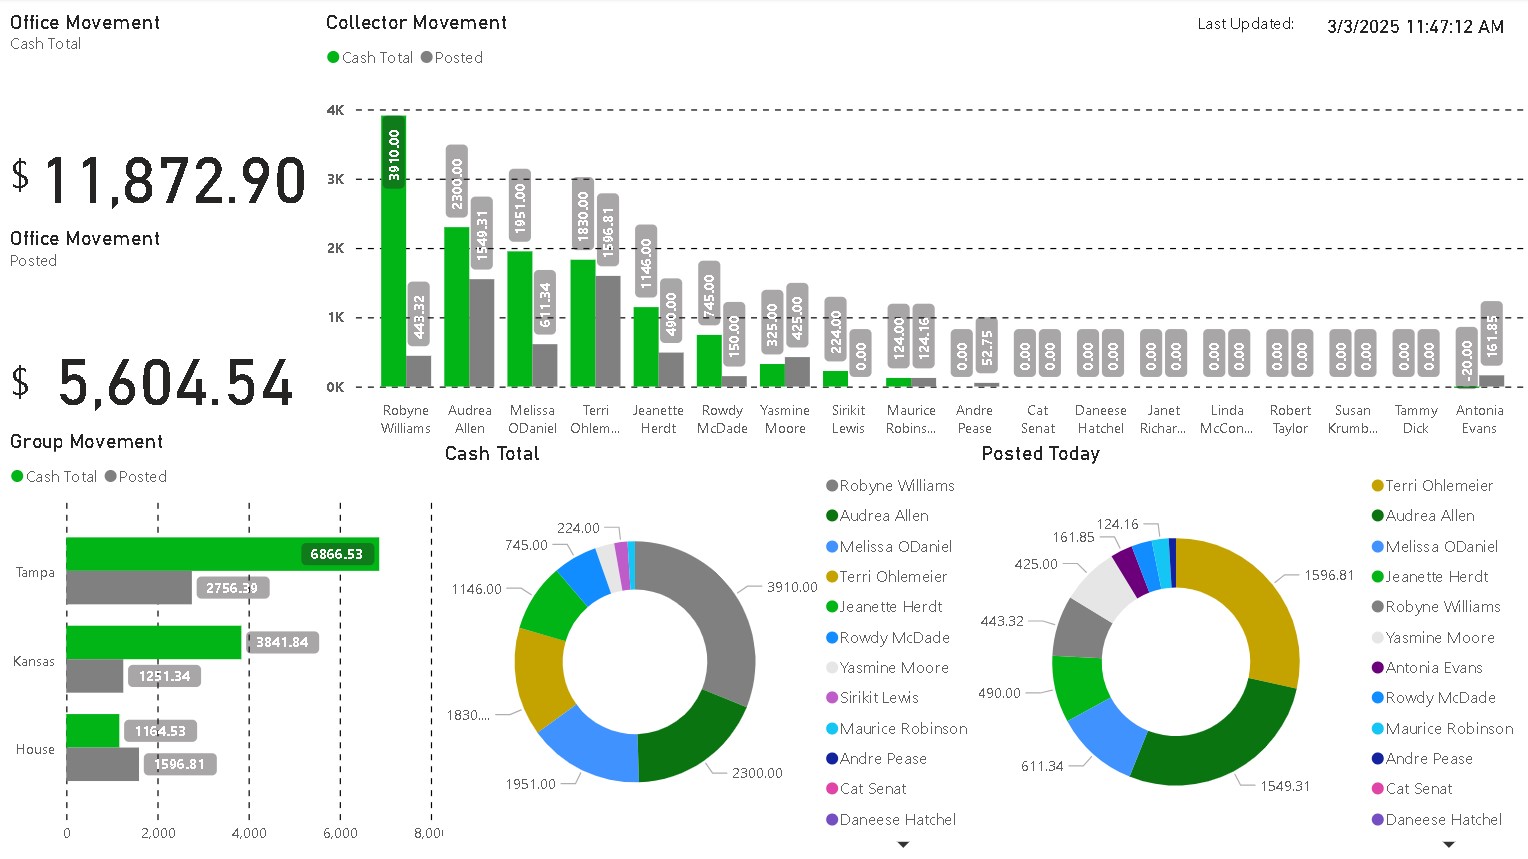 Office Movement
Cash Total
$ 11,872.90
Office Movement
Posted
$ 5,604.54
Collector Movement
Cash Total Posted
Last Updated: 3/3/2025 11:47:12 AM
4K
3K
2K
1K
0K
3910.00
443.32
2300.00
1549.31
1951.00
611.34
1830.00
1596.81
1146.00
490.00
745.00
150.00
325.00
425.00
224.00
0.00
124.00
124.16
0.00
52.75
0.00
0.00
0.00
0.00
0.00
0.00
0.00
0.00
0.00
0.00
0.00
0.00
0.00
0.00
-20.00
161.85
Robyne Williams
Audrea Allen
Melissa ODaniel
Terri Ohlem...
Jeanette Herdt
Rowdy McDade
Yasmine Moore
Sirikit Lewis
Maurice Robins...
Andre Pease
Cat Senat
Daneese Hatchel
Janet Richar...
Linda McCon...
Robert Taylor
Susan Krumb...
Tammy Dick
Antonia Evans
Group Movement
Cash Total Posted
Tampa
6866.53
2756.39
Kansas
3841.84
1251.34
House
1164.53
1596.81
0 2,000 4,000 6,000 8,000
Cash Total
224.00
745.00
1146.00
1830....
1951.00
2300.00
3910.00
Robyne Williams
Audrea Allen
Melissa ODaniel
Terri Ohlemeier
Jeanette Herdt
Rowdy McDade
Yasmine Moore
Sirikit Lewis
Maurice Robinson
Andre Pease
Cat Senat
Daneese Hatchel
Posted Today
124.16
161.85
425.00
443.32
490.00
611.34
1549.31
1596.81
Terri Ohlemeier
Audrea Allen
Melissa ODaniel
Jeanette Herdt
Robyne Williams
Yasmine Moore
Antonia Evans
Rowdy McDade
Maurice Robinson
Andre Pease
Cat Senat
Daneese Hatchel